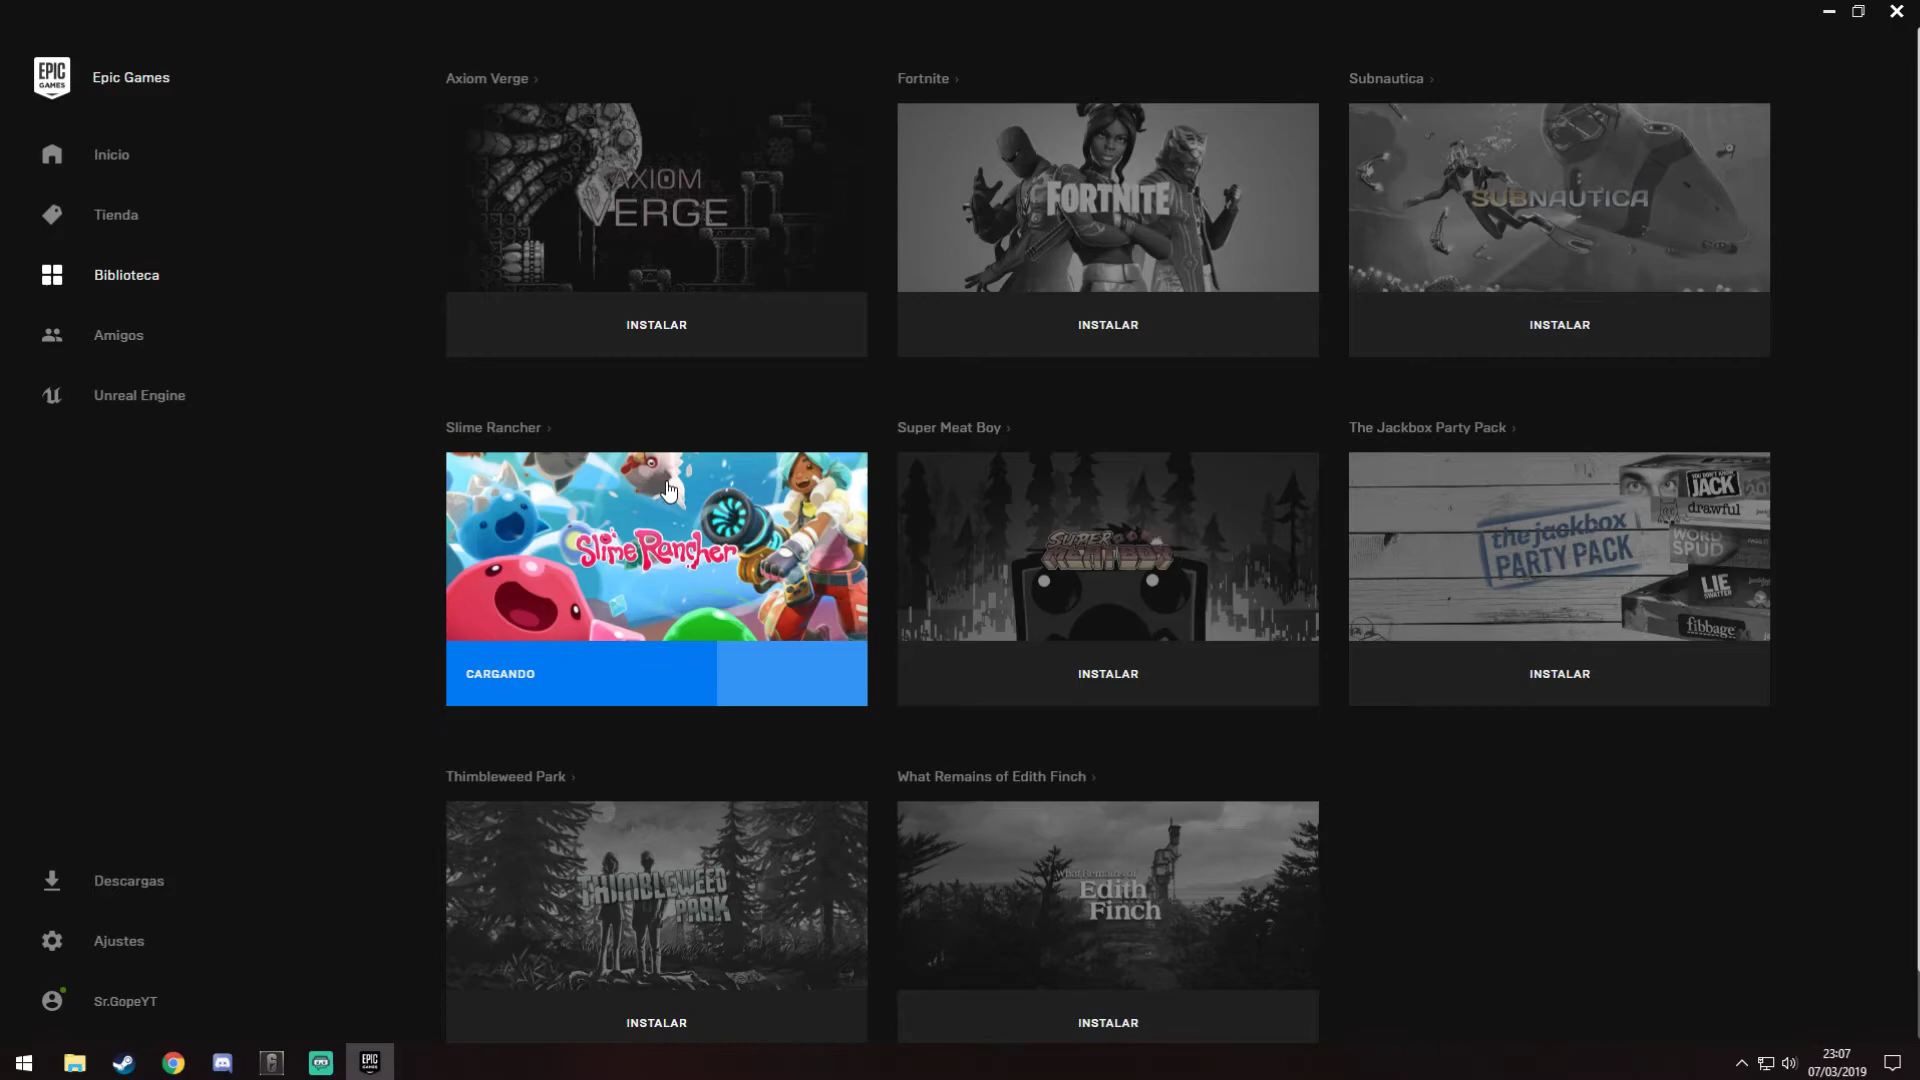 EPIC
GAMES
Epic Games
Inicio
Tienda
Biblioteca
Amigos
Unreal Engine
Descargas
Ajustes
Sr.GopeYT
Axiom Verge ›
Fortnite ›
Subnautica ›
AXIOM
VERGE
FORTNITE
SUBNAUTICA
INSTALAR
INSTALAR
INSTALAR
Slime Rancher ›
Super Meat Boy ›
The Jackbox Party Pack ›
Slime Rancher
SUPER
MEAT BOY
the jackbox
PARTY PACK
YOU DON'T KNOW
JACK
drawful
WORD
SPUD
LIE
SWATTER
fibbage
CARGANDO
INSTALAR
INSTALAR
Thimbleweed Park ›
What Remains of Edith Finch ›
THIMBLEWEED
PARK
What Remains of
Edith
Finch
INSTALAR
INSTALAR
EPIC
GAMES
23:07
07/03/2019